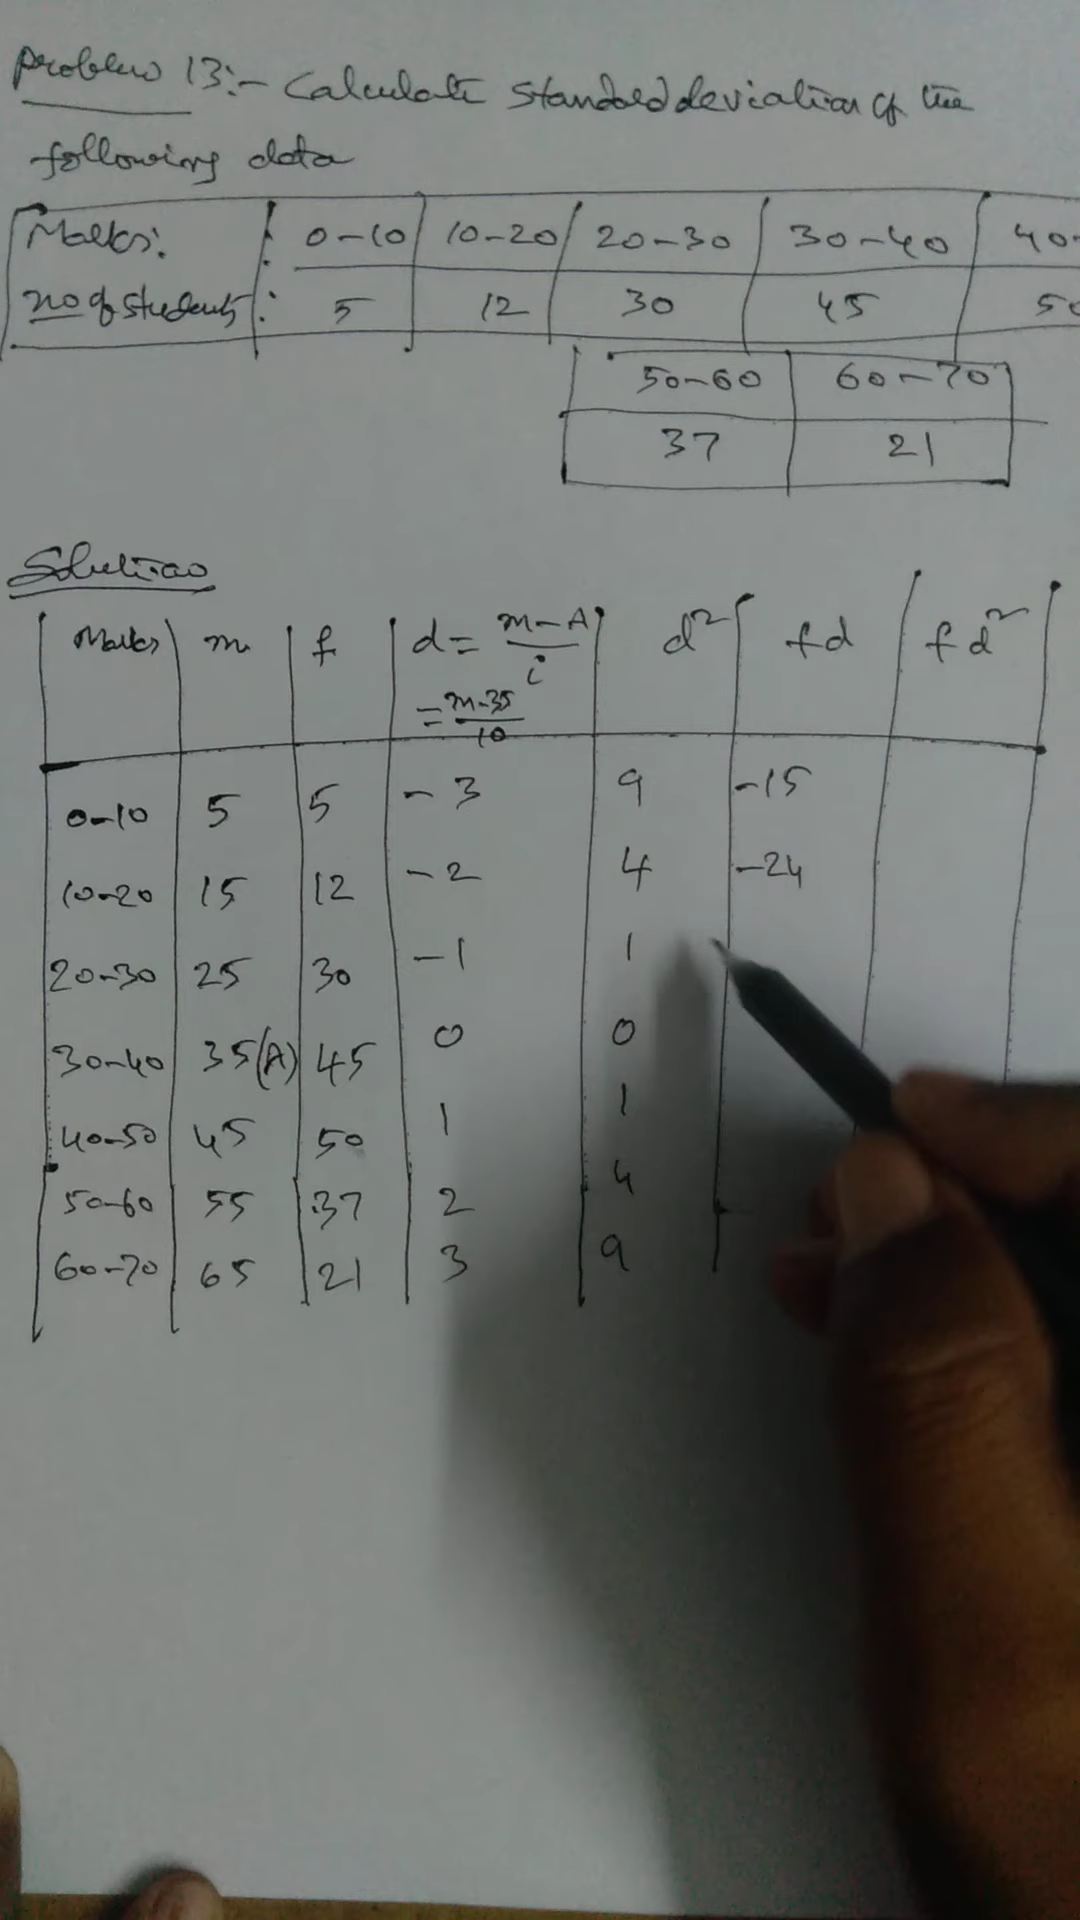 Problem 13:- Calculate Standard deviation of the
following data
Marks: : 0-10 10-20 20-30 30-40 40-
no of students : 5 12 30 45 50
50-60 60-70
37 21
Solution
Marks m f d = m-A/i d² fd fd²
= m-35/10
0-10 5 5 -3 9 -15
10-20 15 12 -2 4 -24
20-30 25 30 -1 1
30-40 35(A) 45 0 0
40-50 45 50 1 1
50-60 55 37 2 4
60-70 65 21 3 9